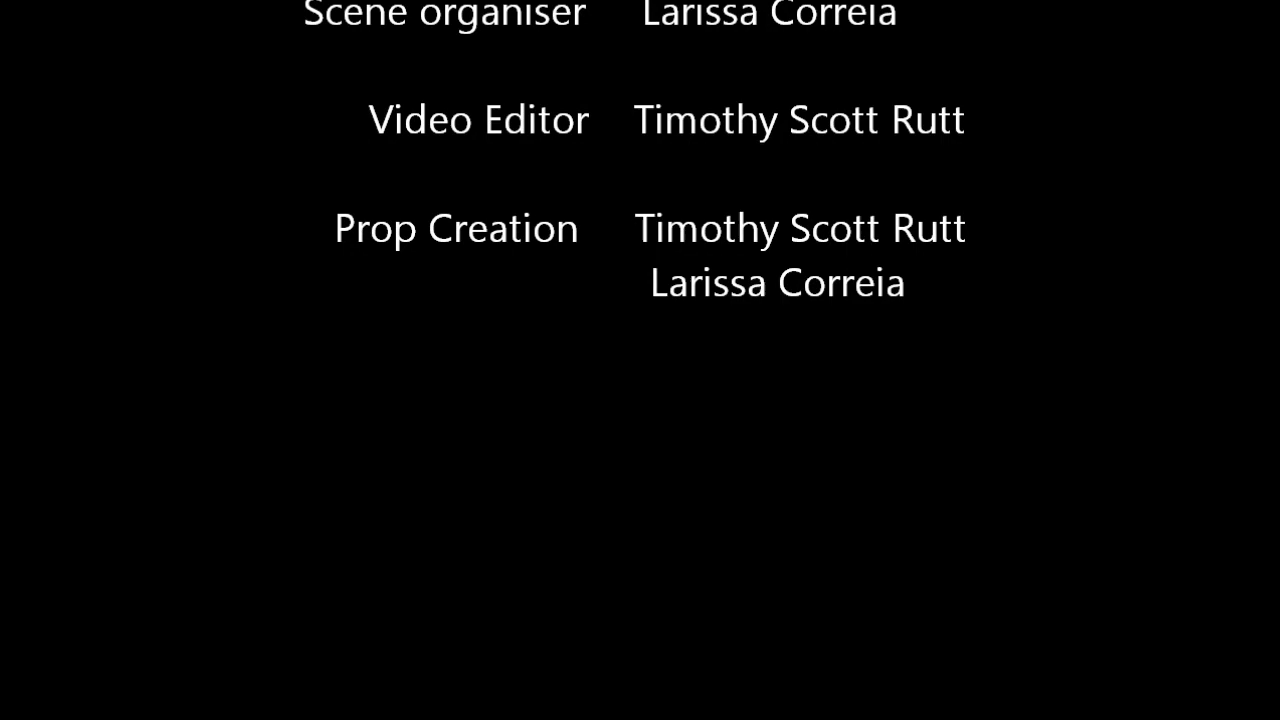 Scene organiser Larissa Correia
Video Editor Timothy Scott Rutt
Prop Creation Timothy Scott Rutt
Larissa Correia